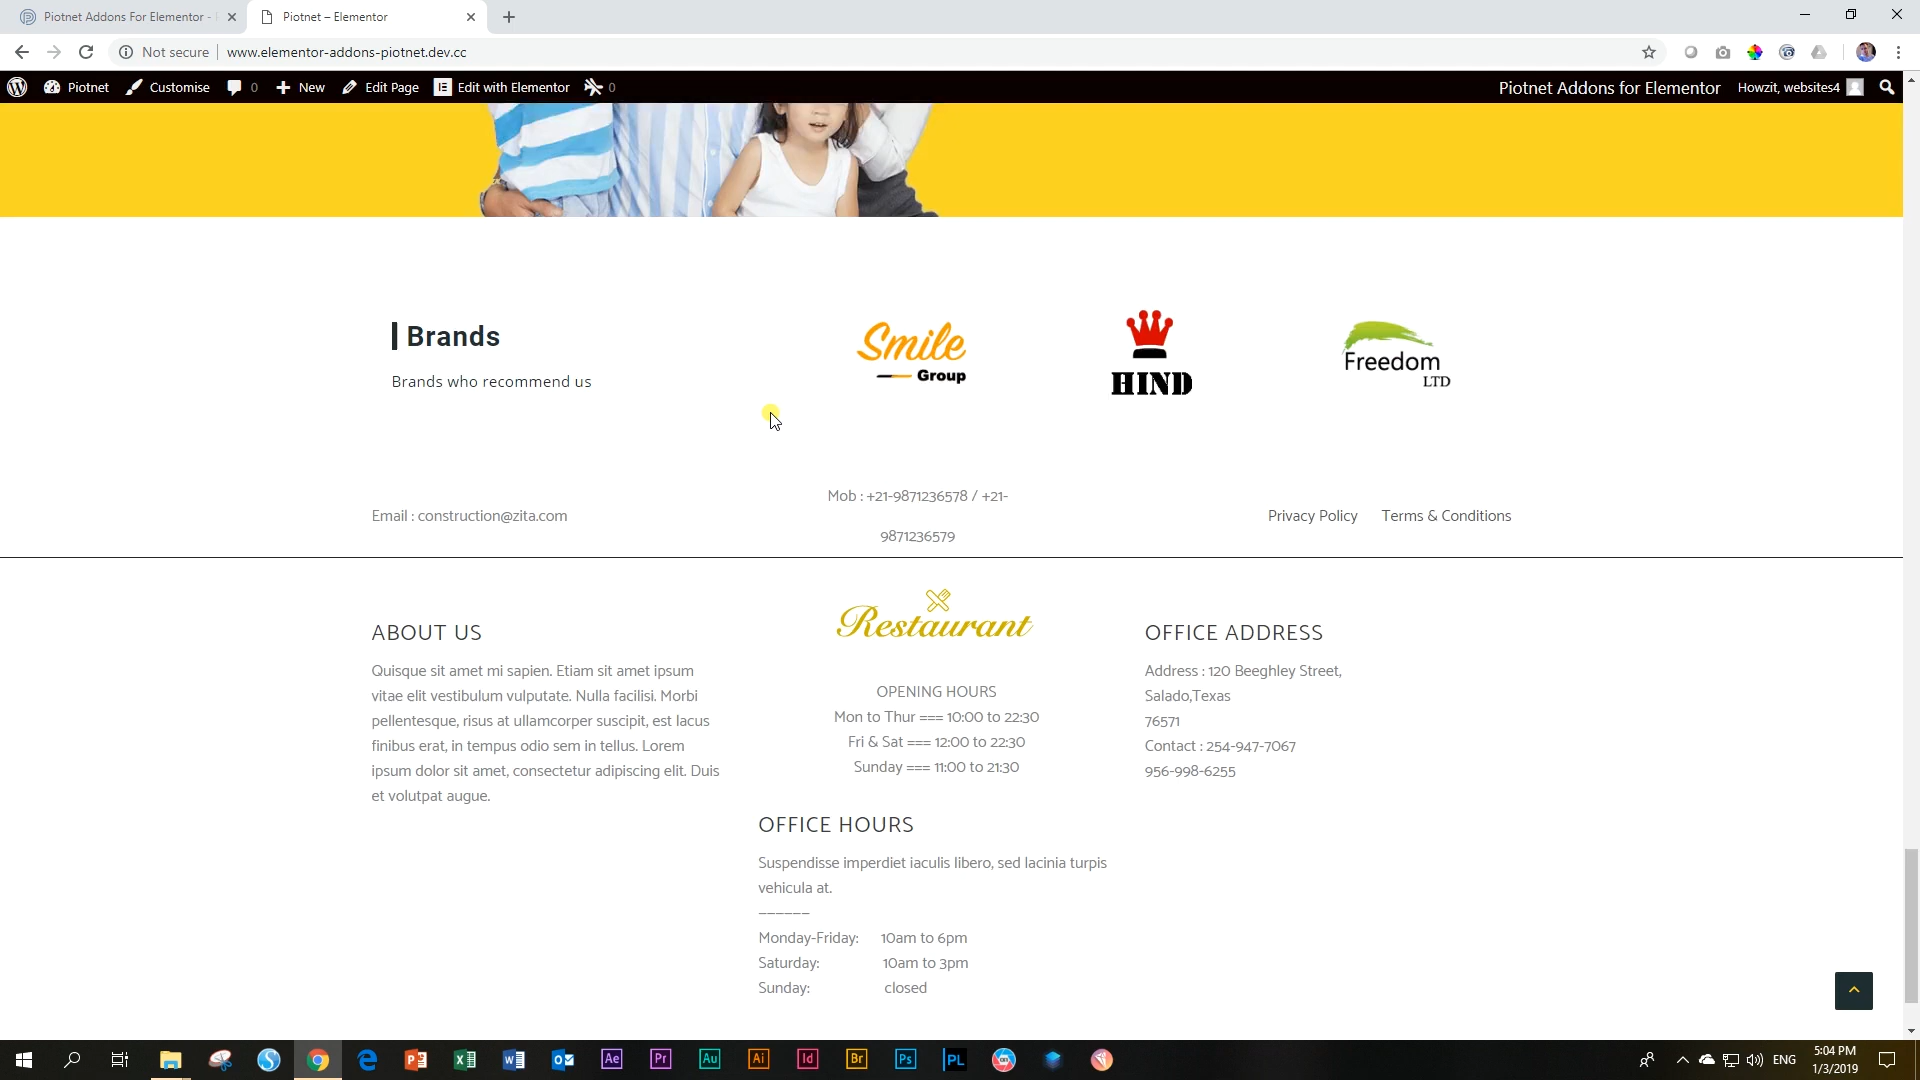 Piotnet Addons For Elementor -
Piotnet – Elementor
Not secure
www.elementor-addons-piotnet.dev.cc
Piotnet
Customise
0
New
Edit Page
Edit with Elementor
0
Piotnet Addons for Elementor
Howzit, websites4
Brands
Brands who recommend us
Smile
Group
HIND
Freedom
LTD
Email : construction@zita.com
Mob : +21-9871236578 / +21-
9871236579
Privacy Policy
Terms & Conditions
ABOUT US
Quisque sit amet mi sapien. Etiam sit amet ipsum
vitae elit vestibulum vulputate. Nulla facilisi. Morbi
pellentesque, risus at ullamcorper suscipit, est lacus
finibus erat, in tempus odio sem in tellus. Lorem
ipsum dolor sit amet, consectetur adipiscing elit. Duis
et volutpat augue.
Restaurant
OPENING HOURS
Mon to Thur === 10:00 to 22:30
Fri & Sat === 12:00 to 22:30
Sunday === 11:00 to 21:30
OFFICE HOURS
Suspendisse imperdiet iaculis libero, sed lacinia turpis
vehicula at.
——————
Monday-Friday: 10am to 6pm
Saturday: 10am to 3pm
Sunday: closed
OFFICE ADDRESS
Address : 120 Beeghley Street,
Salado,Texas
76571
Contact : 254-947-7067
956-998-6255
Ae
Pr
Au
Ai
Id
Br
Ps
PL
ENG
5:04 PM
1/3/2019